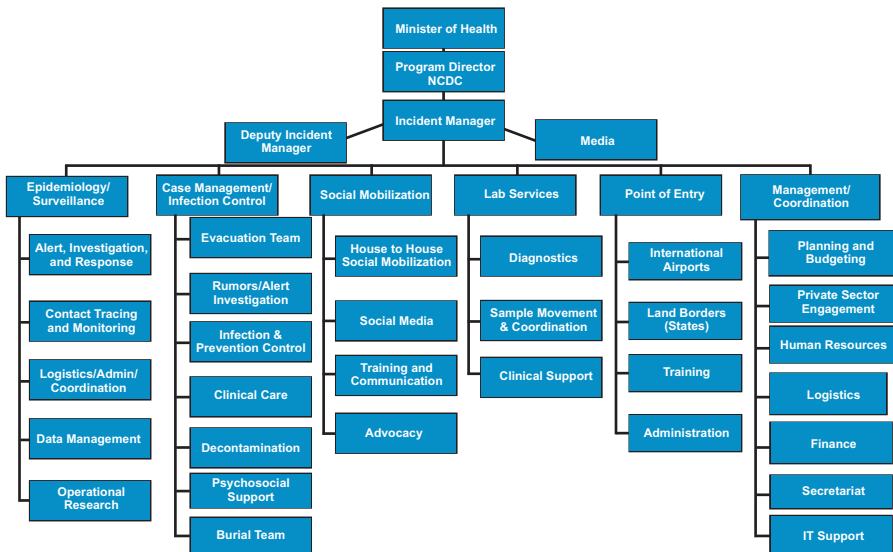 Minister of Health
Program Director
NCDC
Incident Manager
Deputy Incident
Manager
Media
Epidemiology/
Surveillance
Alert, Investigation,
and Response
Contact Tracing
and Monitoring
Logistics/Admin/
Coordination
Data Management
Operational
Research
Case Management/
Infection Control
Evacuation Team
Rumors/Alert
Investigation
Infection &
Prevention Control
Clinical Care
Decontamination
Psychosocial
Support
Burial Team
Social Mobilization
House to House
Social Mobilization
Social Media
Training and
Communication
Advocacy
Lab Services
Diagnostics
Sample Movement
& Coordination
Clinical Support
Point of Entry
International
Airports
Land Borders
(States)
Training
Administration
Management/
Coordination
Planning and
Budgeting
Private Sector
Engagement
Human Resources
Logistics
Finance
Secretariat
IT Support